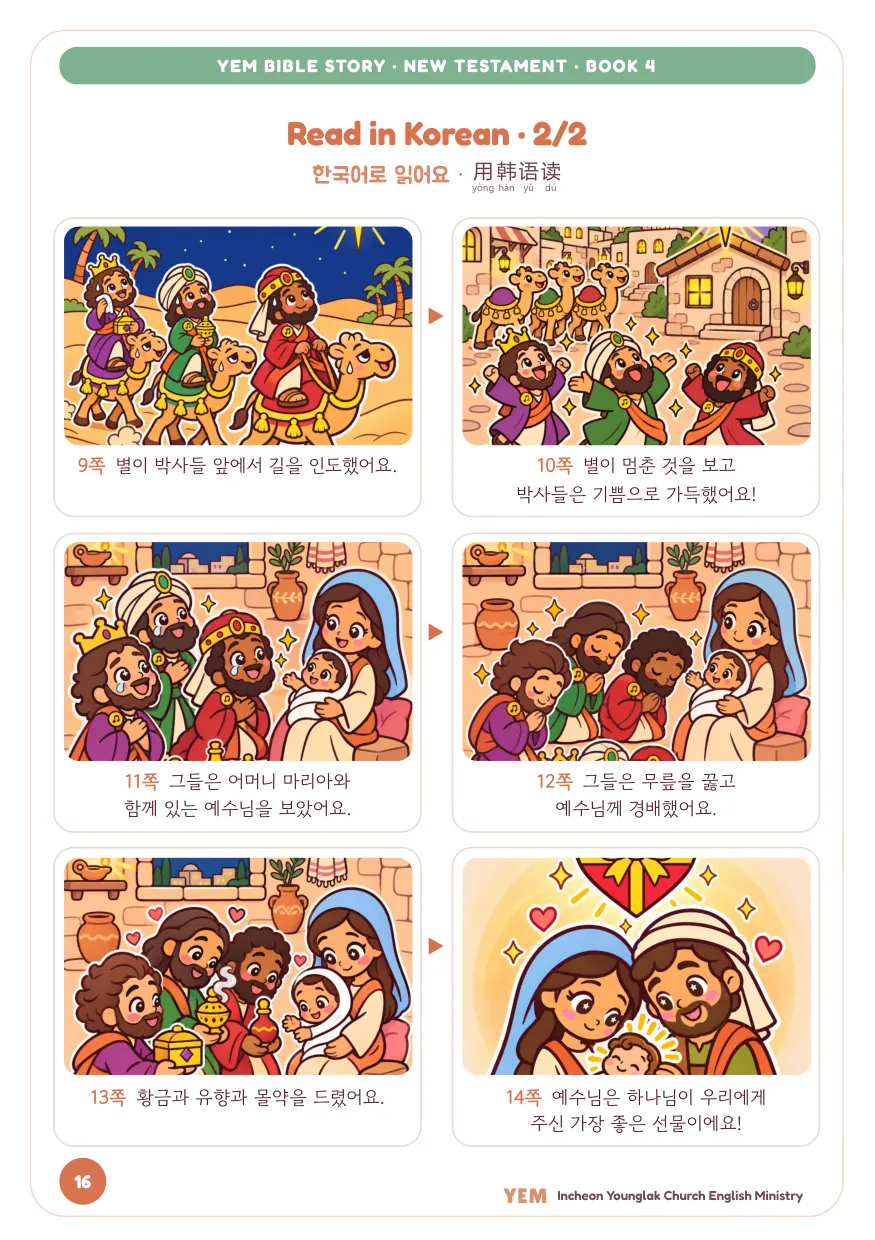 YEM BIBLE STORY · NEW TESTAMENT · BOOK 4
Read in Korean · 2/2
한국어로 읽어요 · 用韩语读
yòng hán yǔ dú
9쪽 별이 박사들 앞에서 길을 인도했어요.
10쪽 별이 멈춘 것을 보고
박사들은 기쁨으로 가득했어요!
11쪽 그들은 어머니 마리아와
함께 있는 예수님을 보았어요.
12쪽 그들은 무릎을 꿇고
예수님께 경배했어요.
13쪽 황금과 유향과 몰약을 드렸어요.
14쪽 예수님은 하나님이 우리에게
주신 가장 좋은 선물이에요!
16
YEM Incheon Younglak Church English Ministry